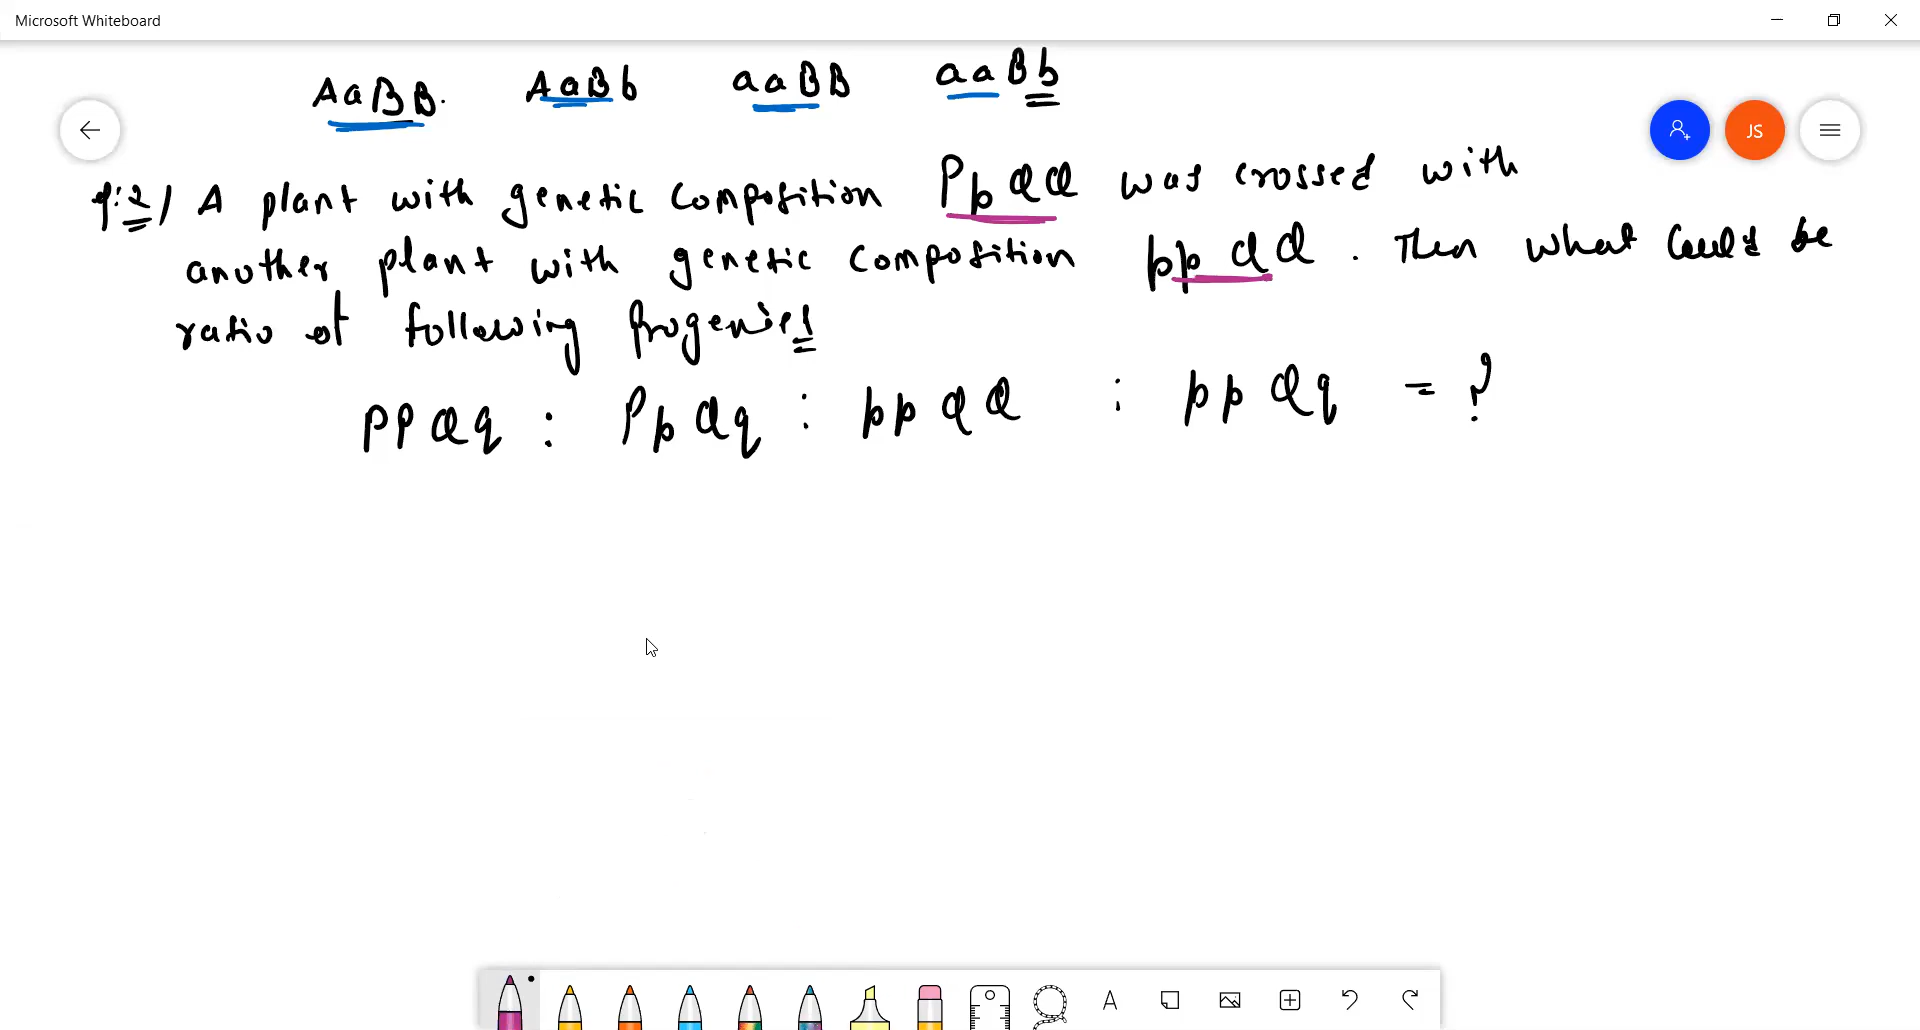 Microsoft Whiteboard
AaBB. AaBb aaBB aaBb
JS
Q:2) A plant with genetic composition PpQQ was crossed with
another plant with genetic composition ppQQ. Then what could be
ratio of following progenies
PPQq : PpQq : ppQQ : ppQq = ?
A